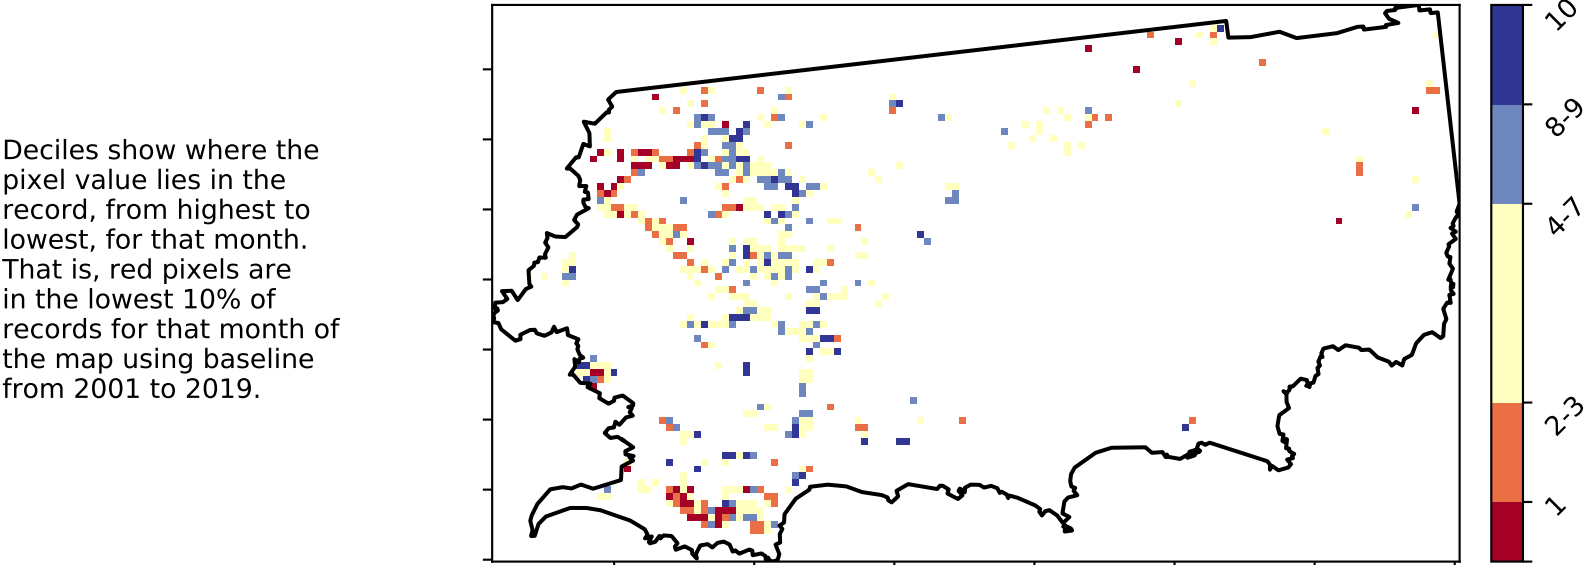 Deciles show where the
pixel value lies in the
record, from highest to
lowest, for that month.
That is, red pixels are
in the lowest 10% of
records for that month of
the map using baseline
from 2001 to 2019.
10
8-9
4-7
2-3
1